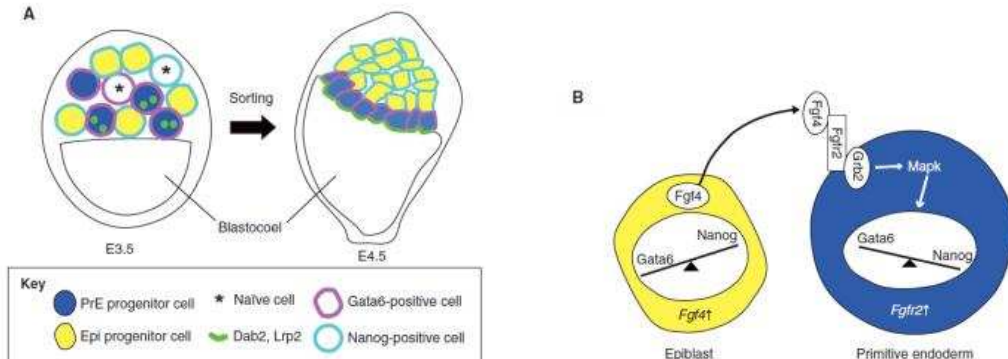 A
*
*
Sorting
Blastocoel
E3.5
E4.5
Key
PrE progenitor cell
* Naïve cell
Gata6-positive cell
Epi progenitor cell
Dab2, Lrp2
Nanog-positive cell
B
Fgf4
Fgfr2
Grb2
Mapk
Fgf4
Gata6
Nanog
Fgf4↑
Epiblast
Gata6
Nanog
Fgfr2↑
Primitive endoderm